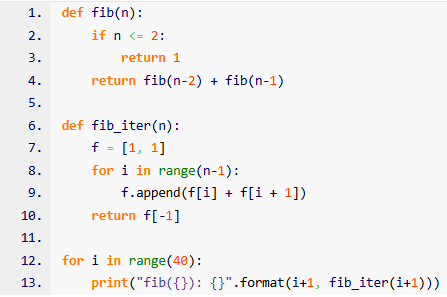 1. def fib(n):
2.     if n <= 2:
3.         return 1
4.     return fib(n-2) + fib(n-1)
5.
6. def fib_iter(n):
7.     f = [1, 1]
8.     for i in range(n-1):
9.         f.append(f[i] + f[i + 1])
10.     return f[-1]
11.
12. for i in range(40):
13.     print("fib({}): {}".format(i+1, fib_iter(i+1)))